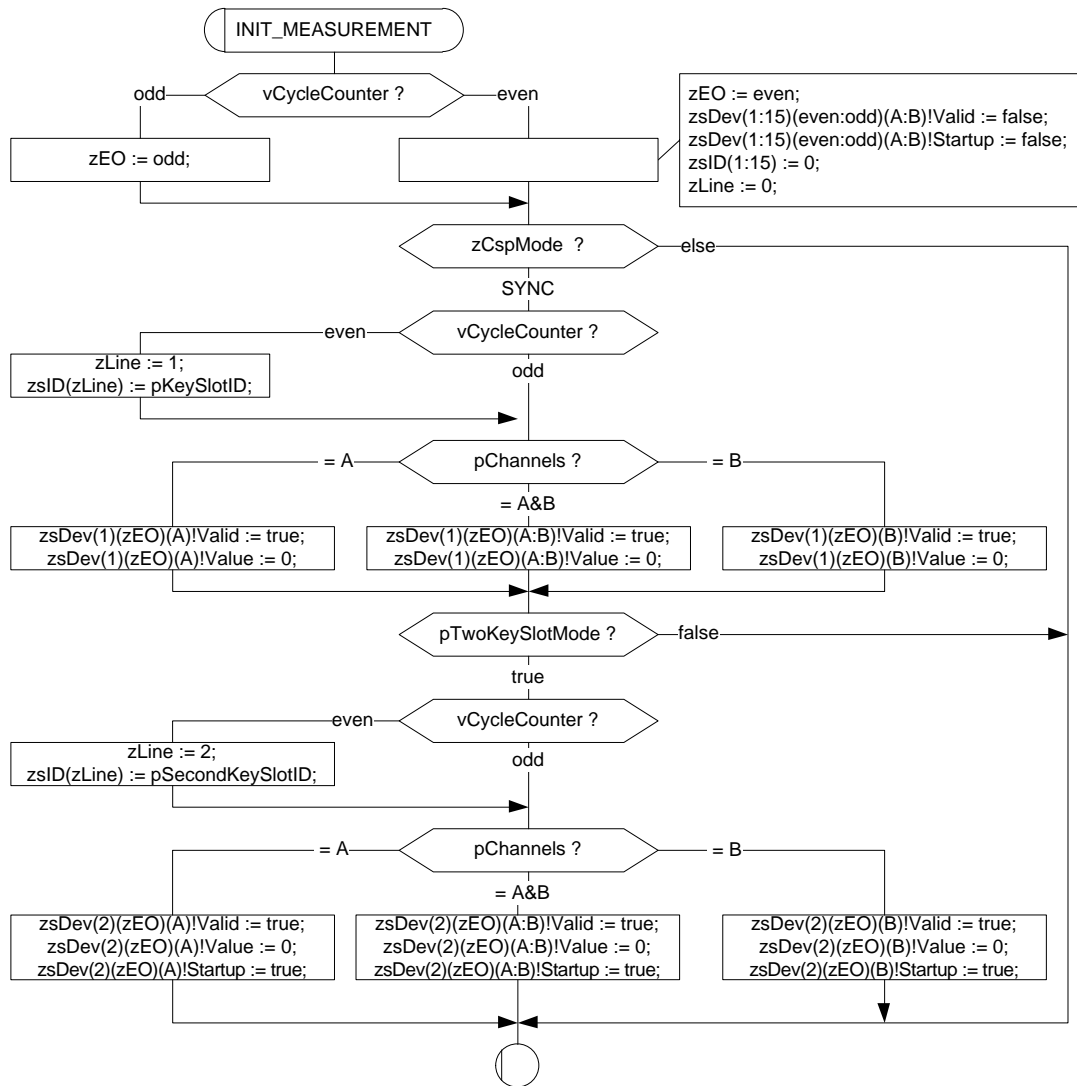 INIT_MEASUREMENT
odd
vCycleCounter ?
even
zEO := odd;
zEO := even;
zsDev(1:15)(even:odd)(A:B)!Valid := false;
zsDev(1:15)(even:odd)(A:B)!Startup := false;
zsID(1:15) := 0;
zLine := 0;
zCspMode ?
else
SYNC
even
vCycleCounter ?
zLine := 1;
zsID(zLine) := pKeySlotID;
odd
= A
pChannels ?
= B
= A&B
zsDev(1)(zEO)(A)!Valid := true;
zsDev(1)(zEO)(A)!Value := 0;
zsDev(1)(zEO)(A:B)!Valid := true;
zsDev(1)(zEO)(A:B)!Value := 0;
zsDev(1)(zEO)(B)!Valid := true;
zsDev(1)(zEO)(B)!Value := 0;
pTwoKeySlotMode ?
false
true
even
vCycleCounter ?
zLine := 2;
zsID(zLine) := pSecondKeySlotID;
odd
= A
pChannels ?
= B
= A&B
zsDev(2)(zEO)(A)!Valid := true;
zsDev(2)(zEO)(A)!Value := 0;
zsDev(2)(zEO)(A)!Startup := true;
zsDev(2)(zEO)(A:B)!Valid := true;
zsDev(2)(zEO)(A:B)!Value := 0;
zsDev(2)(zEO)(A:B)!Startup := true;
zsDev(2)(zEO)(B)!Valid := true;
zsDev(2)(zEO)(B)!Value := 0;
zsDev(2)(zEO)(B)!Startup := true;